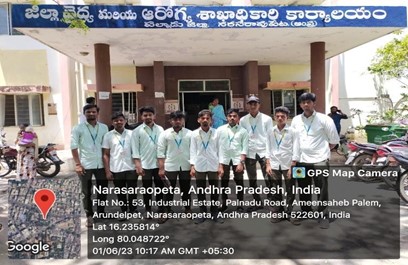 జిల్లా వైద్య మరియు ఆరోగ్య శాఖాధికారి కార్యాలయం
పల్నాడు జిల్లా, నరసరావుపేట. (ఆం.ప్ర)
GPS Map Camera
Narasaraopeta, Andhra Pradesh, India
Flat No.: 53, Industrial Estate, Palnadu Road, Ameensaheb Palem,
Arundelpet, Narasaraopeta, Andhra Pradesh 522601, India
Lat 16.235814°
Long 80.048722°
01/06/23 10:17 AM GMT +05:30
Google